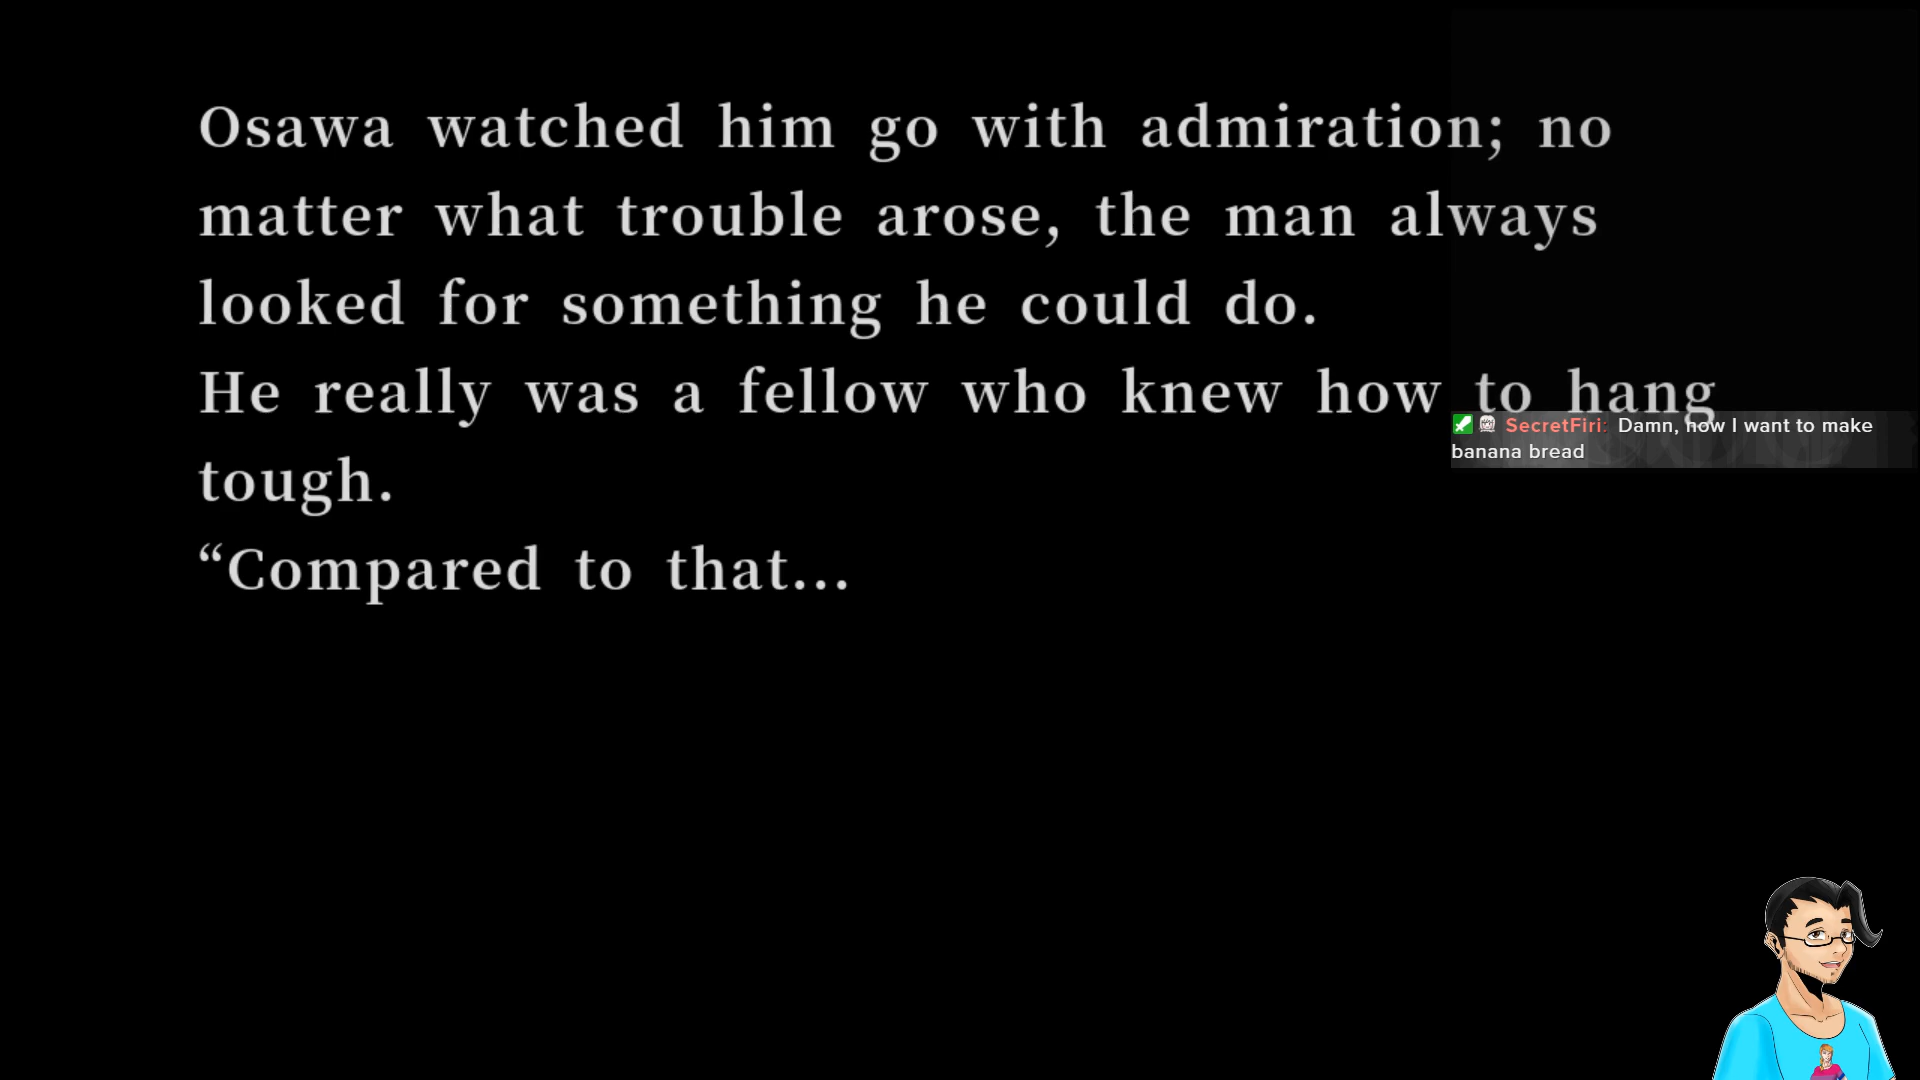 Osawa watched him go with admiration; no
matter what trouble arose, the man always
looked for something he could do.
He really was a fellow who knew how to hang
tough.
“Compared to that...
SecretFiri: Damn, now I want to make
banana bread